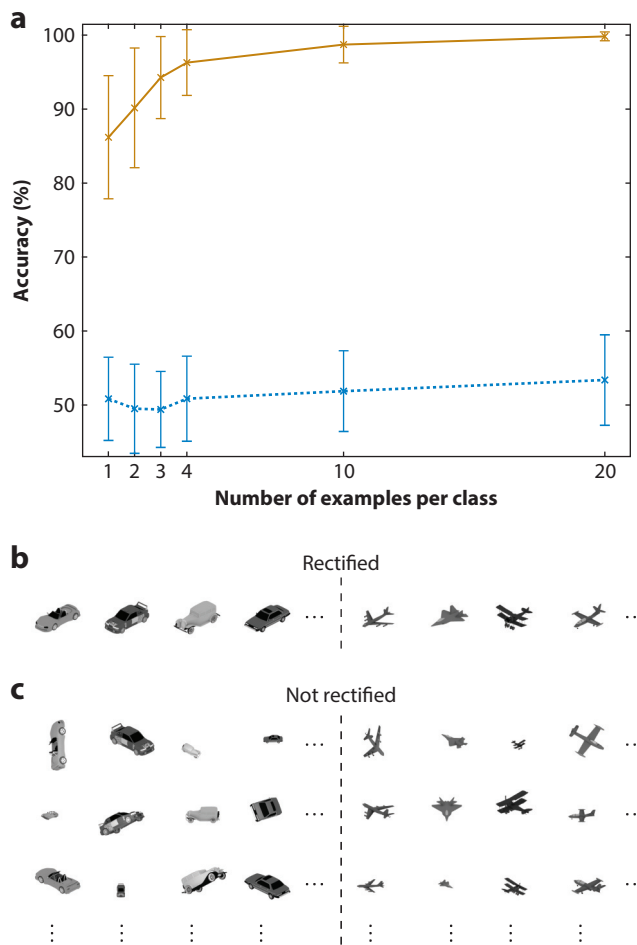 a
100
90
80
70
60
50
Accuracy (%)
1 2 3 4 10 20
Number of examples per class
b
Rectified
... ...
c
Not rectified
... ...
... ...
... ...